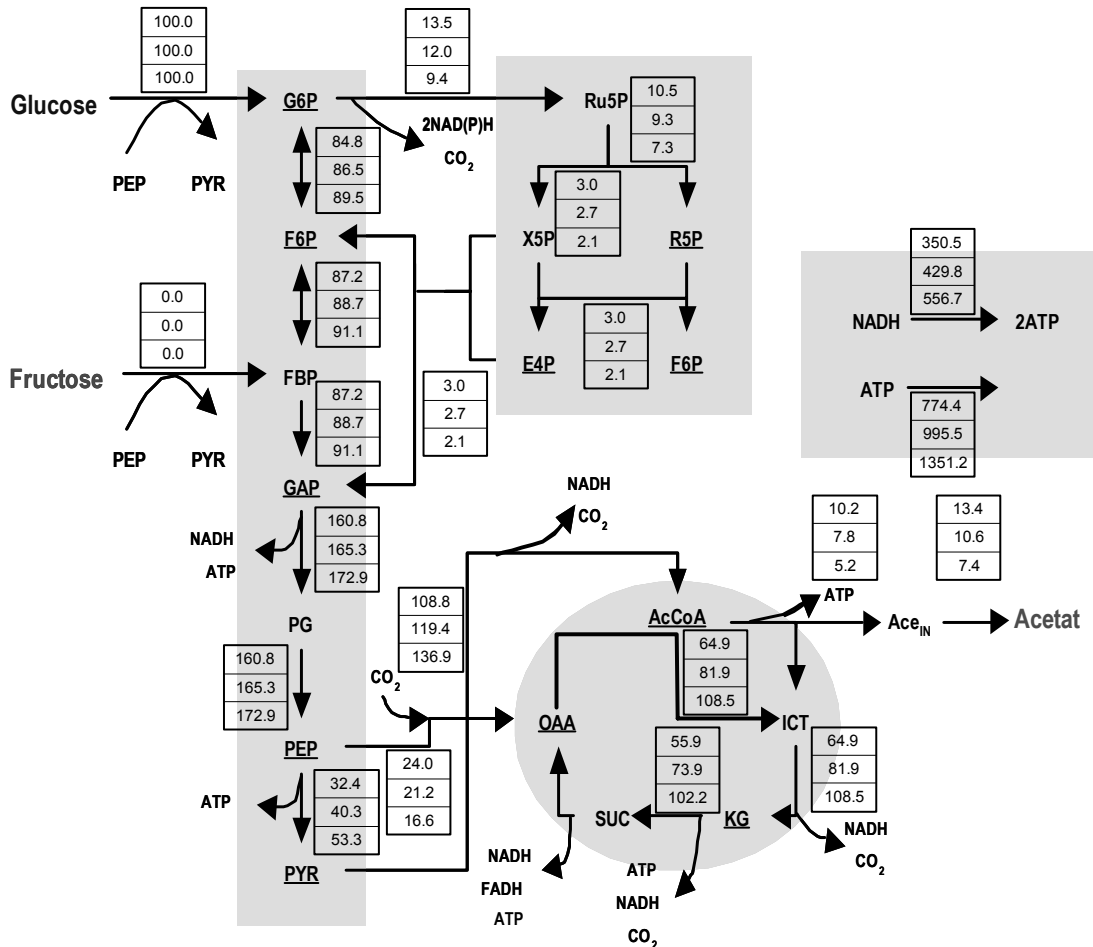 100.0
100.0
100.0
13.5
12.0
9.4
Glucose
G6P
2NAD(P)H
CO2
Ru5P
10.5
9.3
7.3
PEP
PYR
84.8
86.5
89.5
3.0
2.7
2.1
F6P
X5P
R5P
350.5
429.8
556.7
0.0
0.0
0.0
87.2
88.7
91.1
NADH
2ATP
3.0
2.7
2.1
Fructose
FBP
E4P
F6P
ATP
87.2
88.7
91.1
3.0
2.7
2.1
774.4
995.5
1351.2
PEP
PYR
GAP
NADH
CO2
10.2
7.8
5.2
13.4
10.6
7.4
NADH
ATP
160.8
165.3
172.9
ATP
PG
108.8
119.4
136.9
AcCoA
AceIN
Acetat
64.9
81.9
108.5
160.8
165.3
172.9
CO2
OAA
ICT
PEP
24.0
21.2
16.6
55.9
73.9
102.2
64.9
81.9
108.5
ATP
32.4
40.3
53.3
SUC
KG
NADH
CO2
PYR
NADH
FADH
ATP
ATP
NADH
CO2